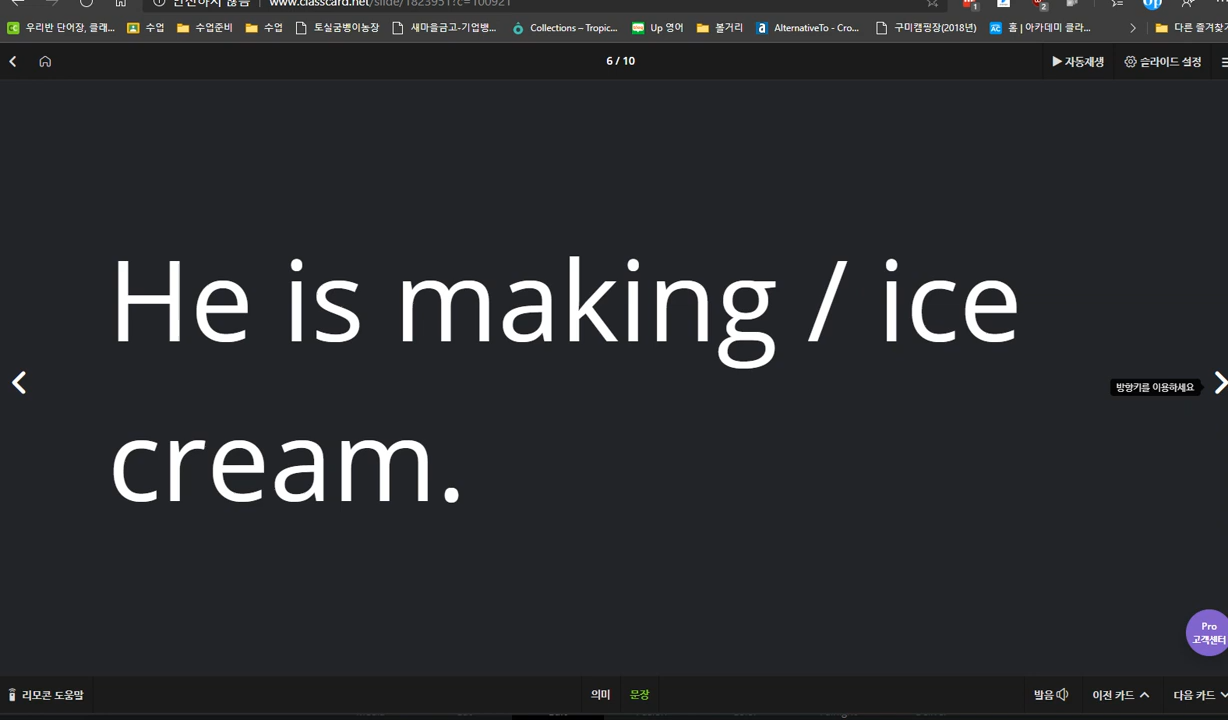 www.classcard.net/slide/1823951?c=100921
우리반 단어장, 클래... 수업 수업준비 수업 토실굼벵이농장 새마을금고-기업뱅... Collections – Tropic... Up 영어 볼거리 AlternativeTo - Cro... 구미캠핑장(2018년) 홈 | 아카데미 클라... 다른 즐겨찾기
6 / 10 자동재생 슬라이드 설정
He is making / ice
cream.
방향키를 이용하세요
Pro
고객센터
리모콘 도움말 의미 문장 발음 이전 카드 다음 카드